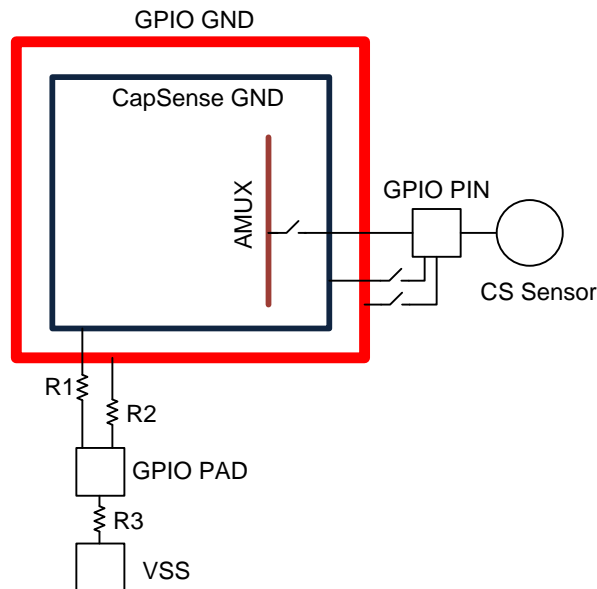 GPIO GND
CapSense GND
AMUX
GPIO PIN
CS Sensor
R1
R2
GPIO PAD
R3
VSS